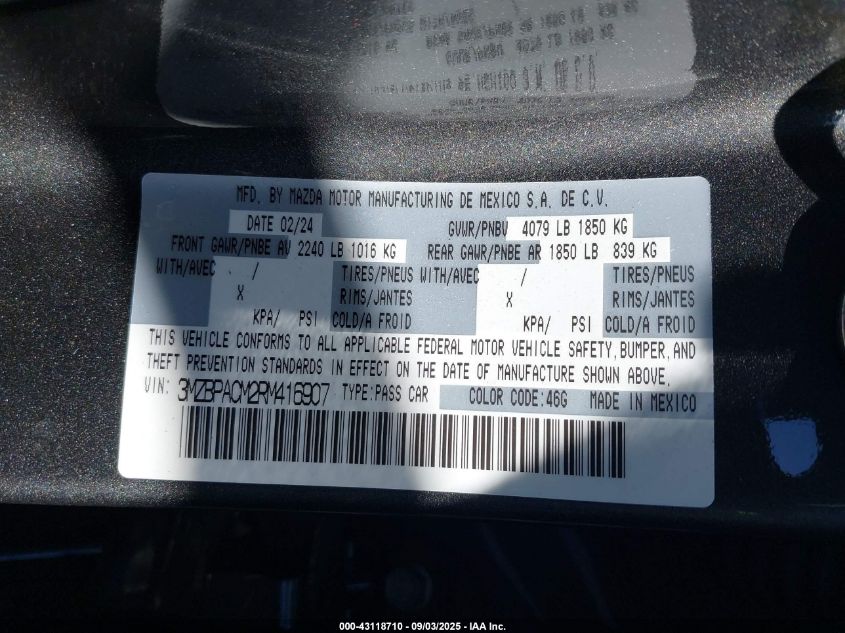 MFD. BY MAZDA MOTOR MANUFACTURING DE MEXICO S.A. DE C.V.
DATE 02/24 GVWR/PNBV 4079 LB 1850 KG
FRONT GAWR/PNBE AV 2240 LB 1016 KG REAR GAWR/PNBE AR 1850 LB 839 KG
WITH/AVEC / TIRES/PNEUS WITH/AVEC / TIRES/PNEUS
X RIMS/JANTES X RIMS/JANTES
KPA/ PSI COLD/A FROID KPA/ PSI COLD/A FROID
THIS VEHICLE CONFORMS TO ALL APPLICABLE FEDERAL MOTOR VEHICLE SAFETY, BUMPER, AND
THEFT PREVENTION STANDARDS IN EFFECT ON THE DATE OF MANUFACTURE SHOWN ABOVE.
VIN: 3MZBPACM2RM416907 TYPE:PASS CAR COLOR CODE:46G MADE IN MEXICO
000-43118710 - 09/03/2025 - IAA Inc.